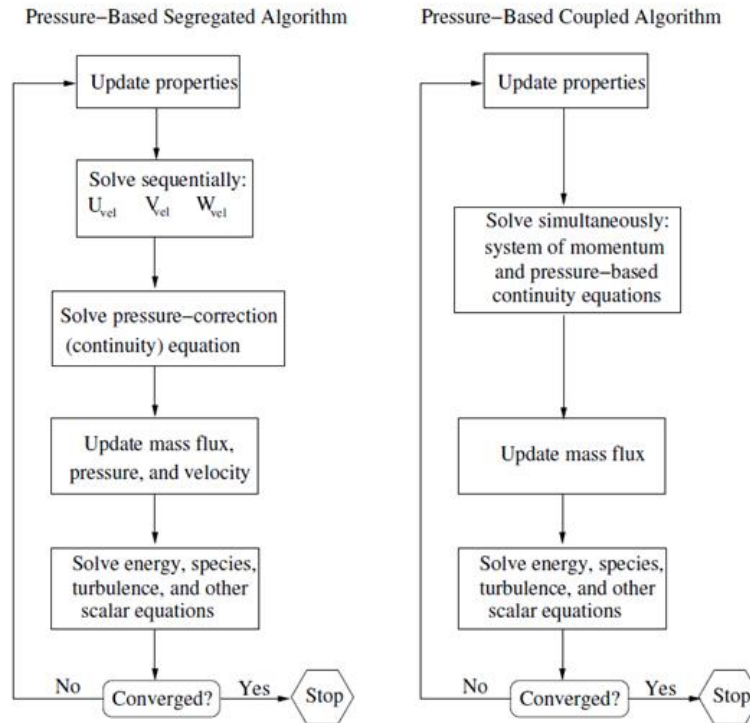 Pressure−Based Segregated Algorithm
Update properties
Solve sequentially:
U_vel V_vel W_vel
Solve pressure−correction
(continuity) equation
Update mass flux,
pressure, and velocity
Solve energy, species,
turbulence, and other
scalar equations
No
Converged?
Yes
Stop
Pressure−Based Coupled Algorithm
Update properties
Solve simultaneously:
system of momentum
and pressure−based
continuity equations
Update mass flux
Solve energy, species,
turbulence, and other
scalar equations
No
Converged?
Yes
Stop